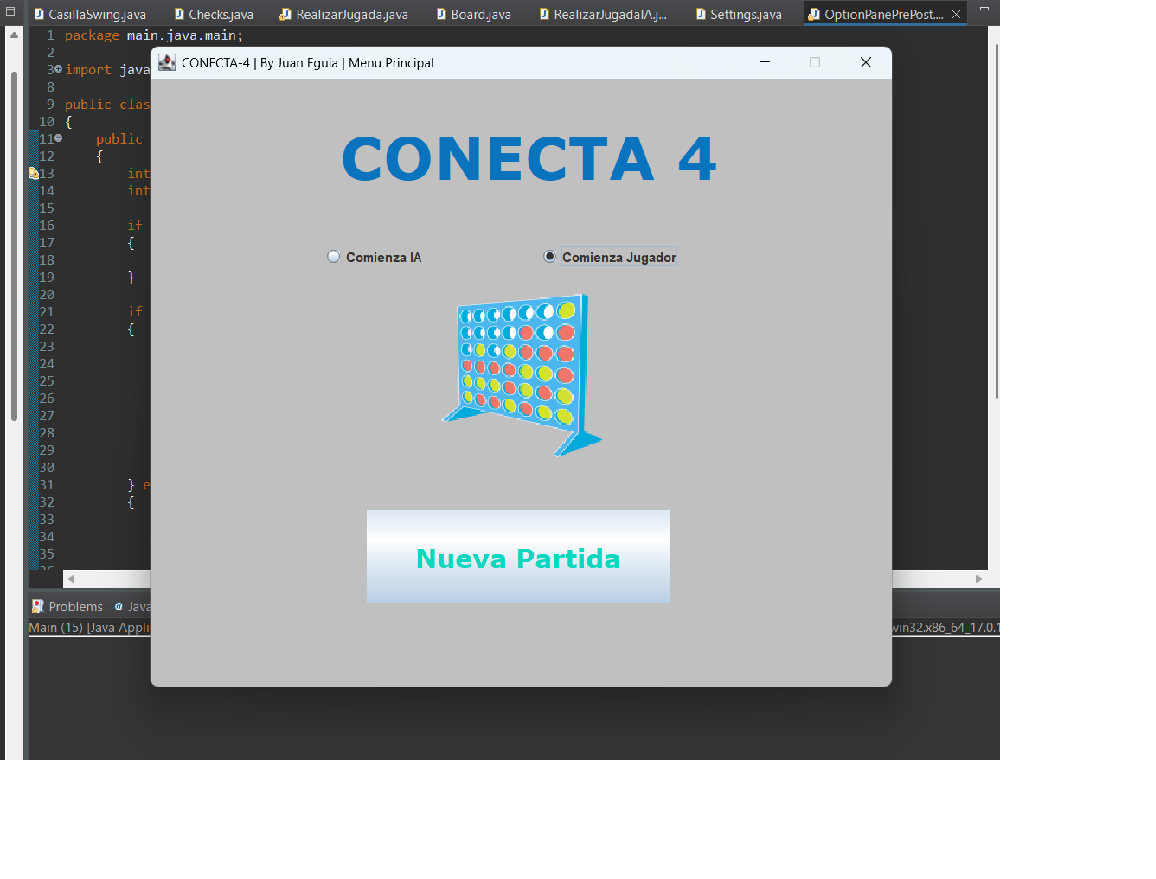 CasillaSwing.java Checks.java RealizarJugada.java Board.java RealizarJugadaIA.j... Settings.java OptionPanePrePost....
1 package main.java.main;
2
3 import java
8
9 public clas
10 {
11 public
12 {
13 int
14 int
15
16 if
17 {
18
19 }
20
21 if
22 {
23
24
25
26
27
28
29
30
31 } e
32 {
33
34
35
CONECTA-4 | By Juan Eguia | Menu Principal
CONECTA 4
Comienza IA Comienza Jugador
Nueva Partida
Problems Java
Main (15) [Java Appli
win32.x86_64_17.0.1